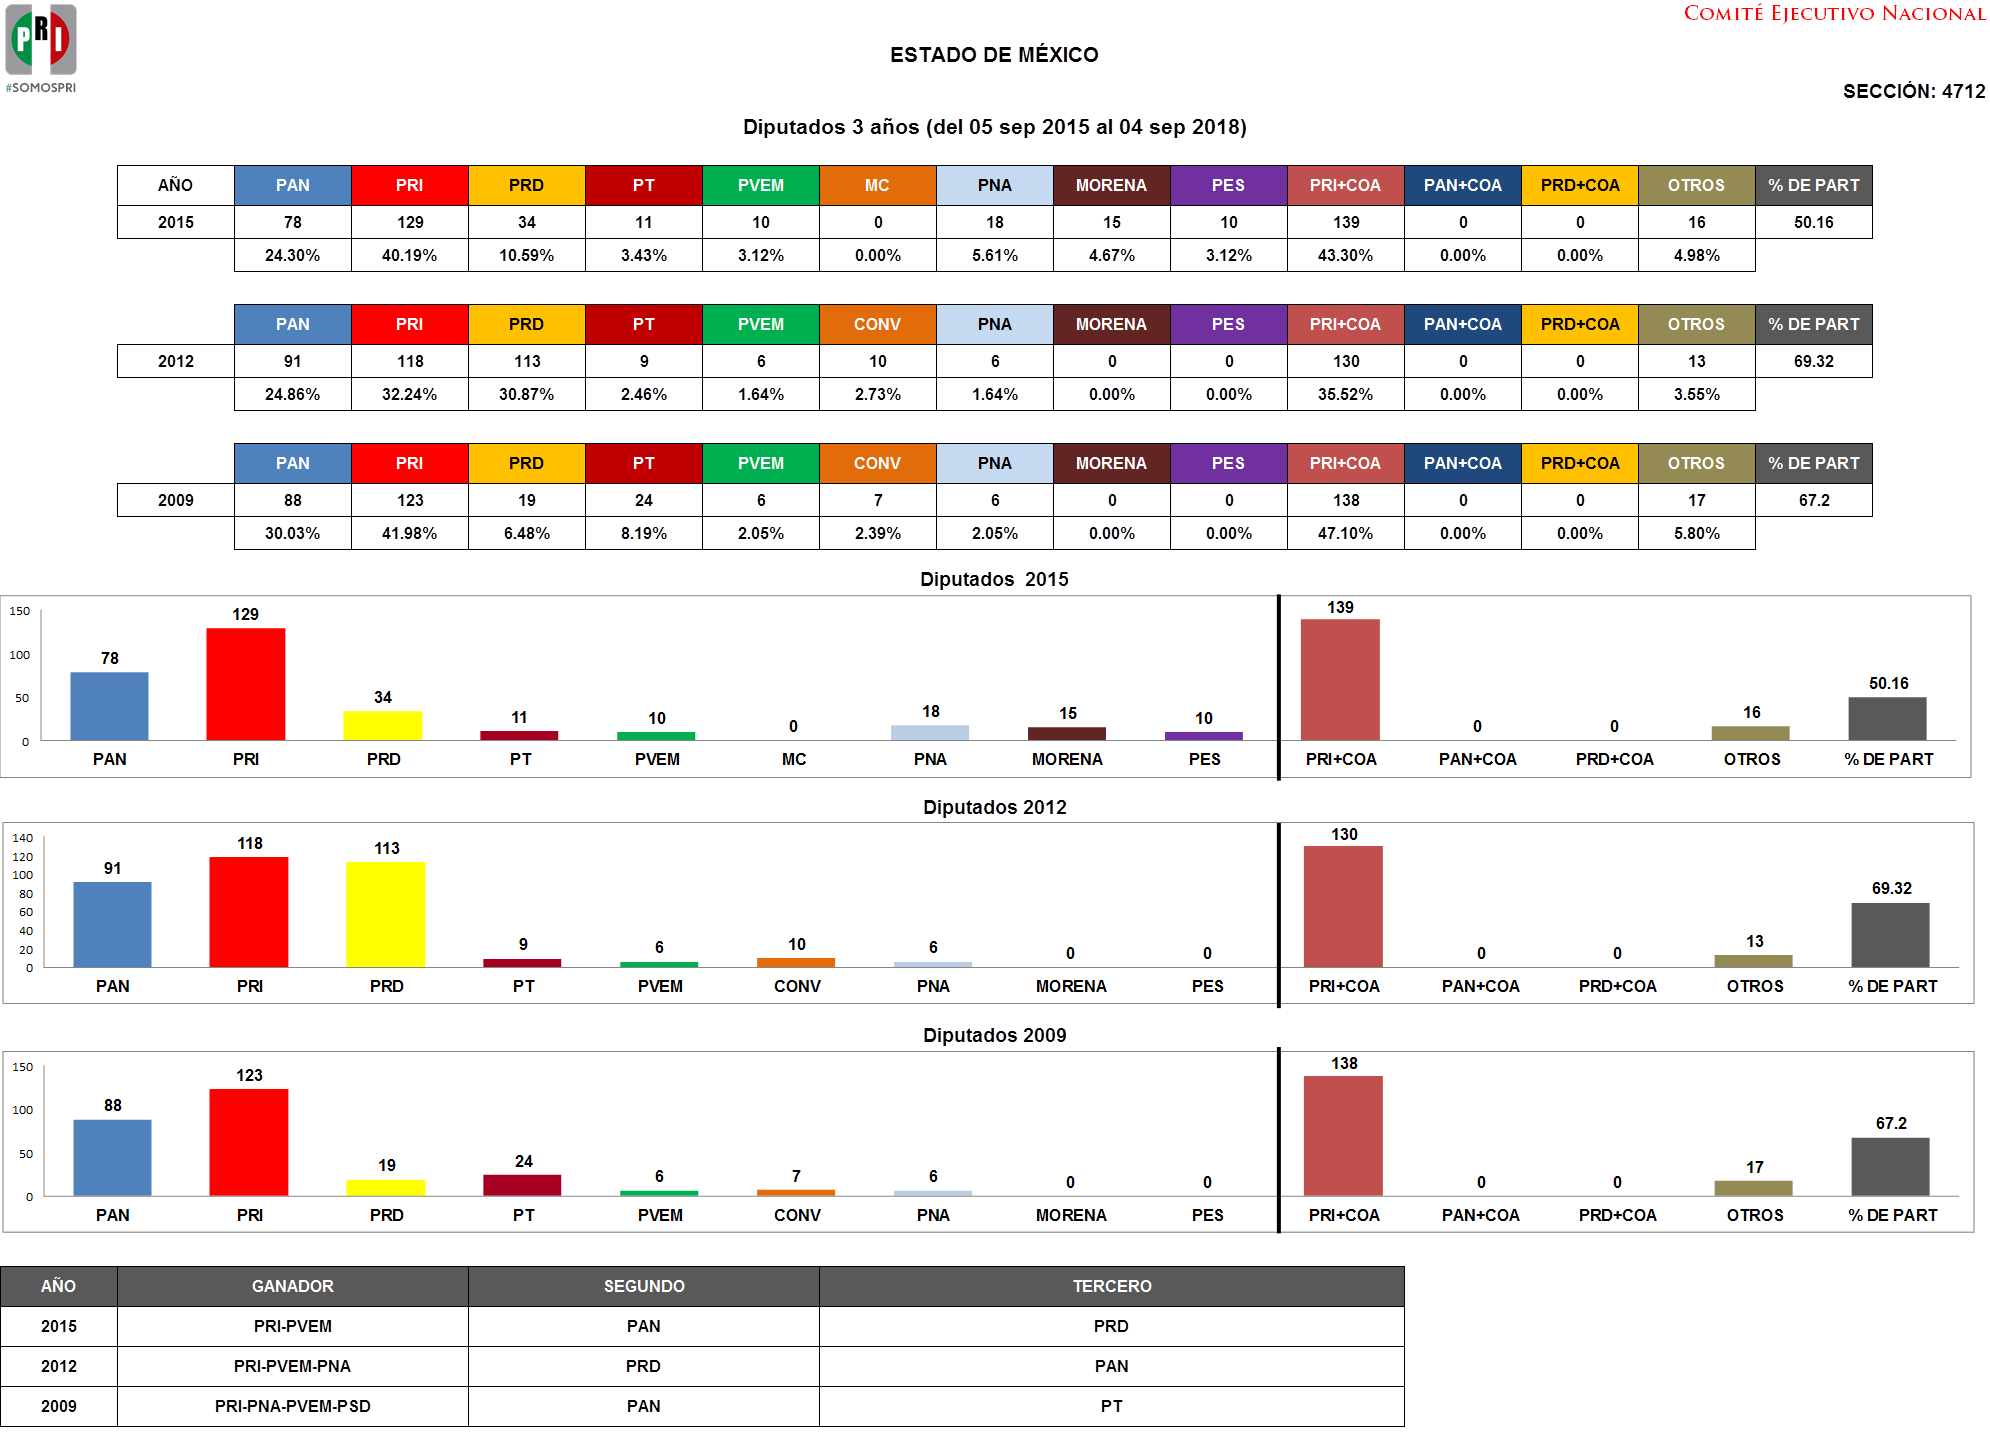 PRI
#SOMOSPRI
COMITÉ EJECUTIVO NACIONAL
ESTADO DE MÉXICO
SECCIÓN: 4712
Diputados 3 años (del 05 sep 2015 al 04 sep 2018)
AÑO PAN PRI PRD PT PVEM MC PNA MORENA PES PRI+COA PAN+COA PRD+COA OTROS % DE PART
2015 78 129 34 11 10 0 18 15 10 139 0 0 16 50.16
24.30% 40.19% 10.59% 3.43% 3.12% 0.00% 5.61% 4.67% 3.12% 43.30% 0.00% 0.00% 4.98%
PAN PRI PRD PT PVEM CONV PNA MORENA PES PRI+COA PAN+COA PRD+COA OTROS % DE PART
2012 91 118 113 9 6 10 6 0 0 130 0 0 13 69.32
24.86% 32.24% 30.87% 2.46% 1.64% 2.73% 1.64% 0.00% 0.00% 35.52% 0.00% 0.00% 3.55%
PAN PRI PRD PT PVEM CONV PNA MORENA PES PRI+COA PAN+COA PRD+COA OTROS % DE PART
2009 88 123 19 24 6 7 6 0 0 138 0 0 17 67.2
30.03% 41.98% 6.48% 8.19% 2.05% 2.39% 2.05% 0.00% 0.00% 47.10% 0.00% 0.00% 5.80%
Diputados 2015
150
100
50
0
78 129 34 11 10 0 18 15 10 139 0 0 16 50.16
PAN PRI PRD PT PVEM MC PNA MORENA PES PRI+COA PAN+COA PRD+COA OTROS % DE PART
Diputados 2012
140
120
100
80
60
40
20
0
91 118 113 9 6 10 6 0 0 130 0 0 13 69.32
PAN PRI PRD PT PVEM CONV PNA MORENA PES PRI+COA PAN+COA PRD+COA OTROS % DE PART
Diputados 2009
150
100
50
0
88 123 19 24 6 7 6 0 0 138 0 0 17 67.2
PAN PRI PRD PT PVEM CONV PNA MORENA PES PRI+COA PAN+COA PRD+COA OTROS % DE PART
AÑO GANADOR SEGUNDO TERCERO
2015 PRI-PVEM PAN PRD
2012 PRI-PVEM-PNA PRD PAN
2009 PRI-PNA-PVEM-PSD PAN PT